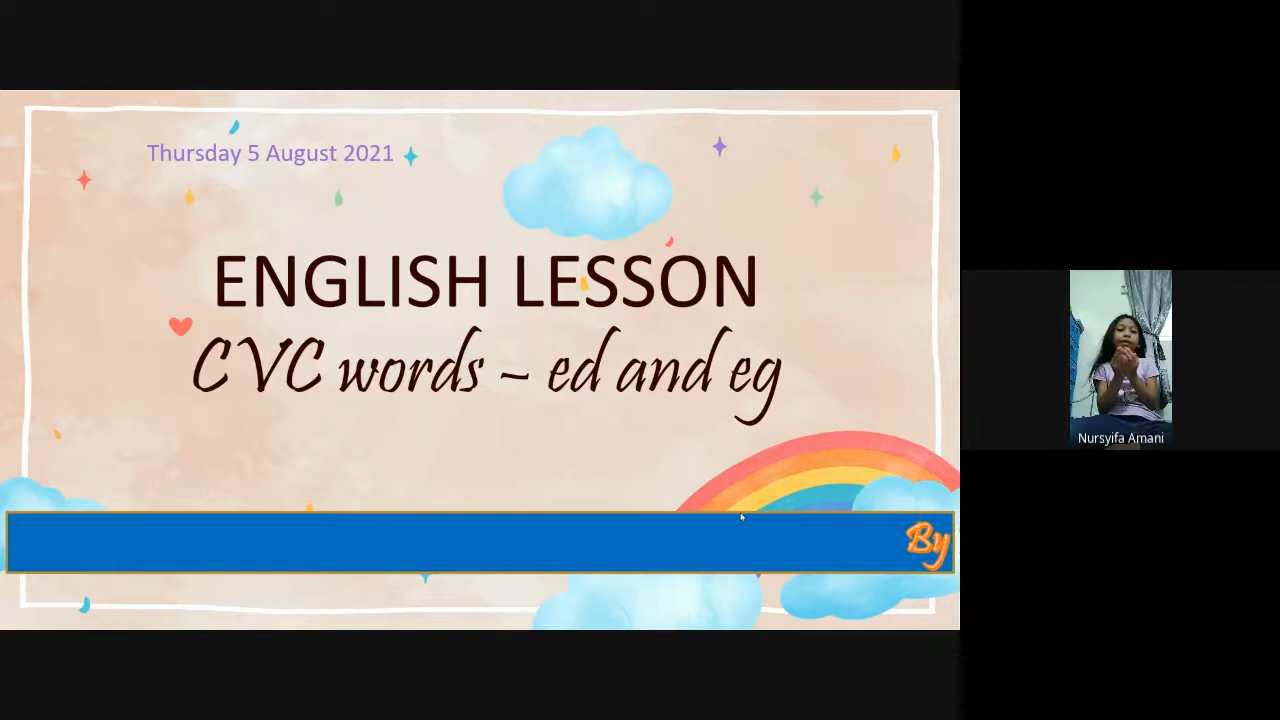 Thursday 5 August 2021
ENGLISH LESSON
CVC words – ed and eg
By
Nursyifa Amani